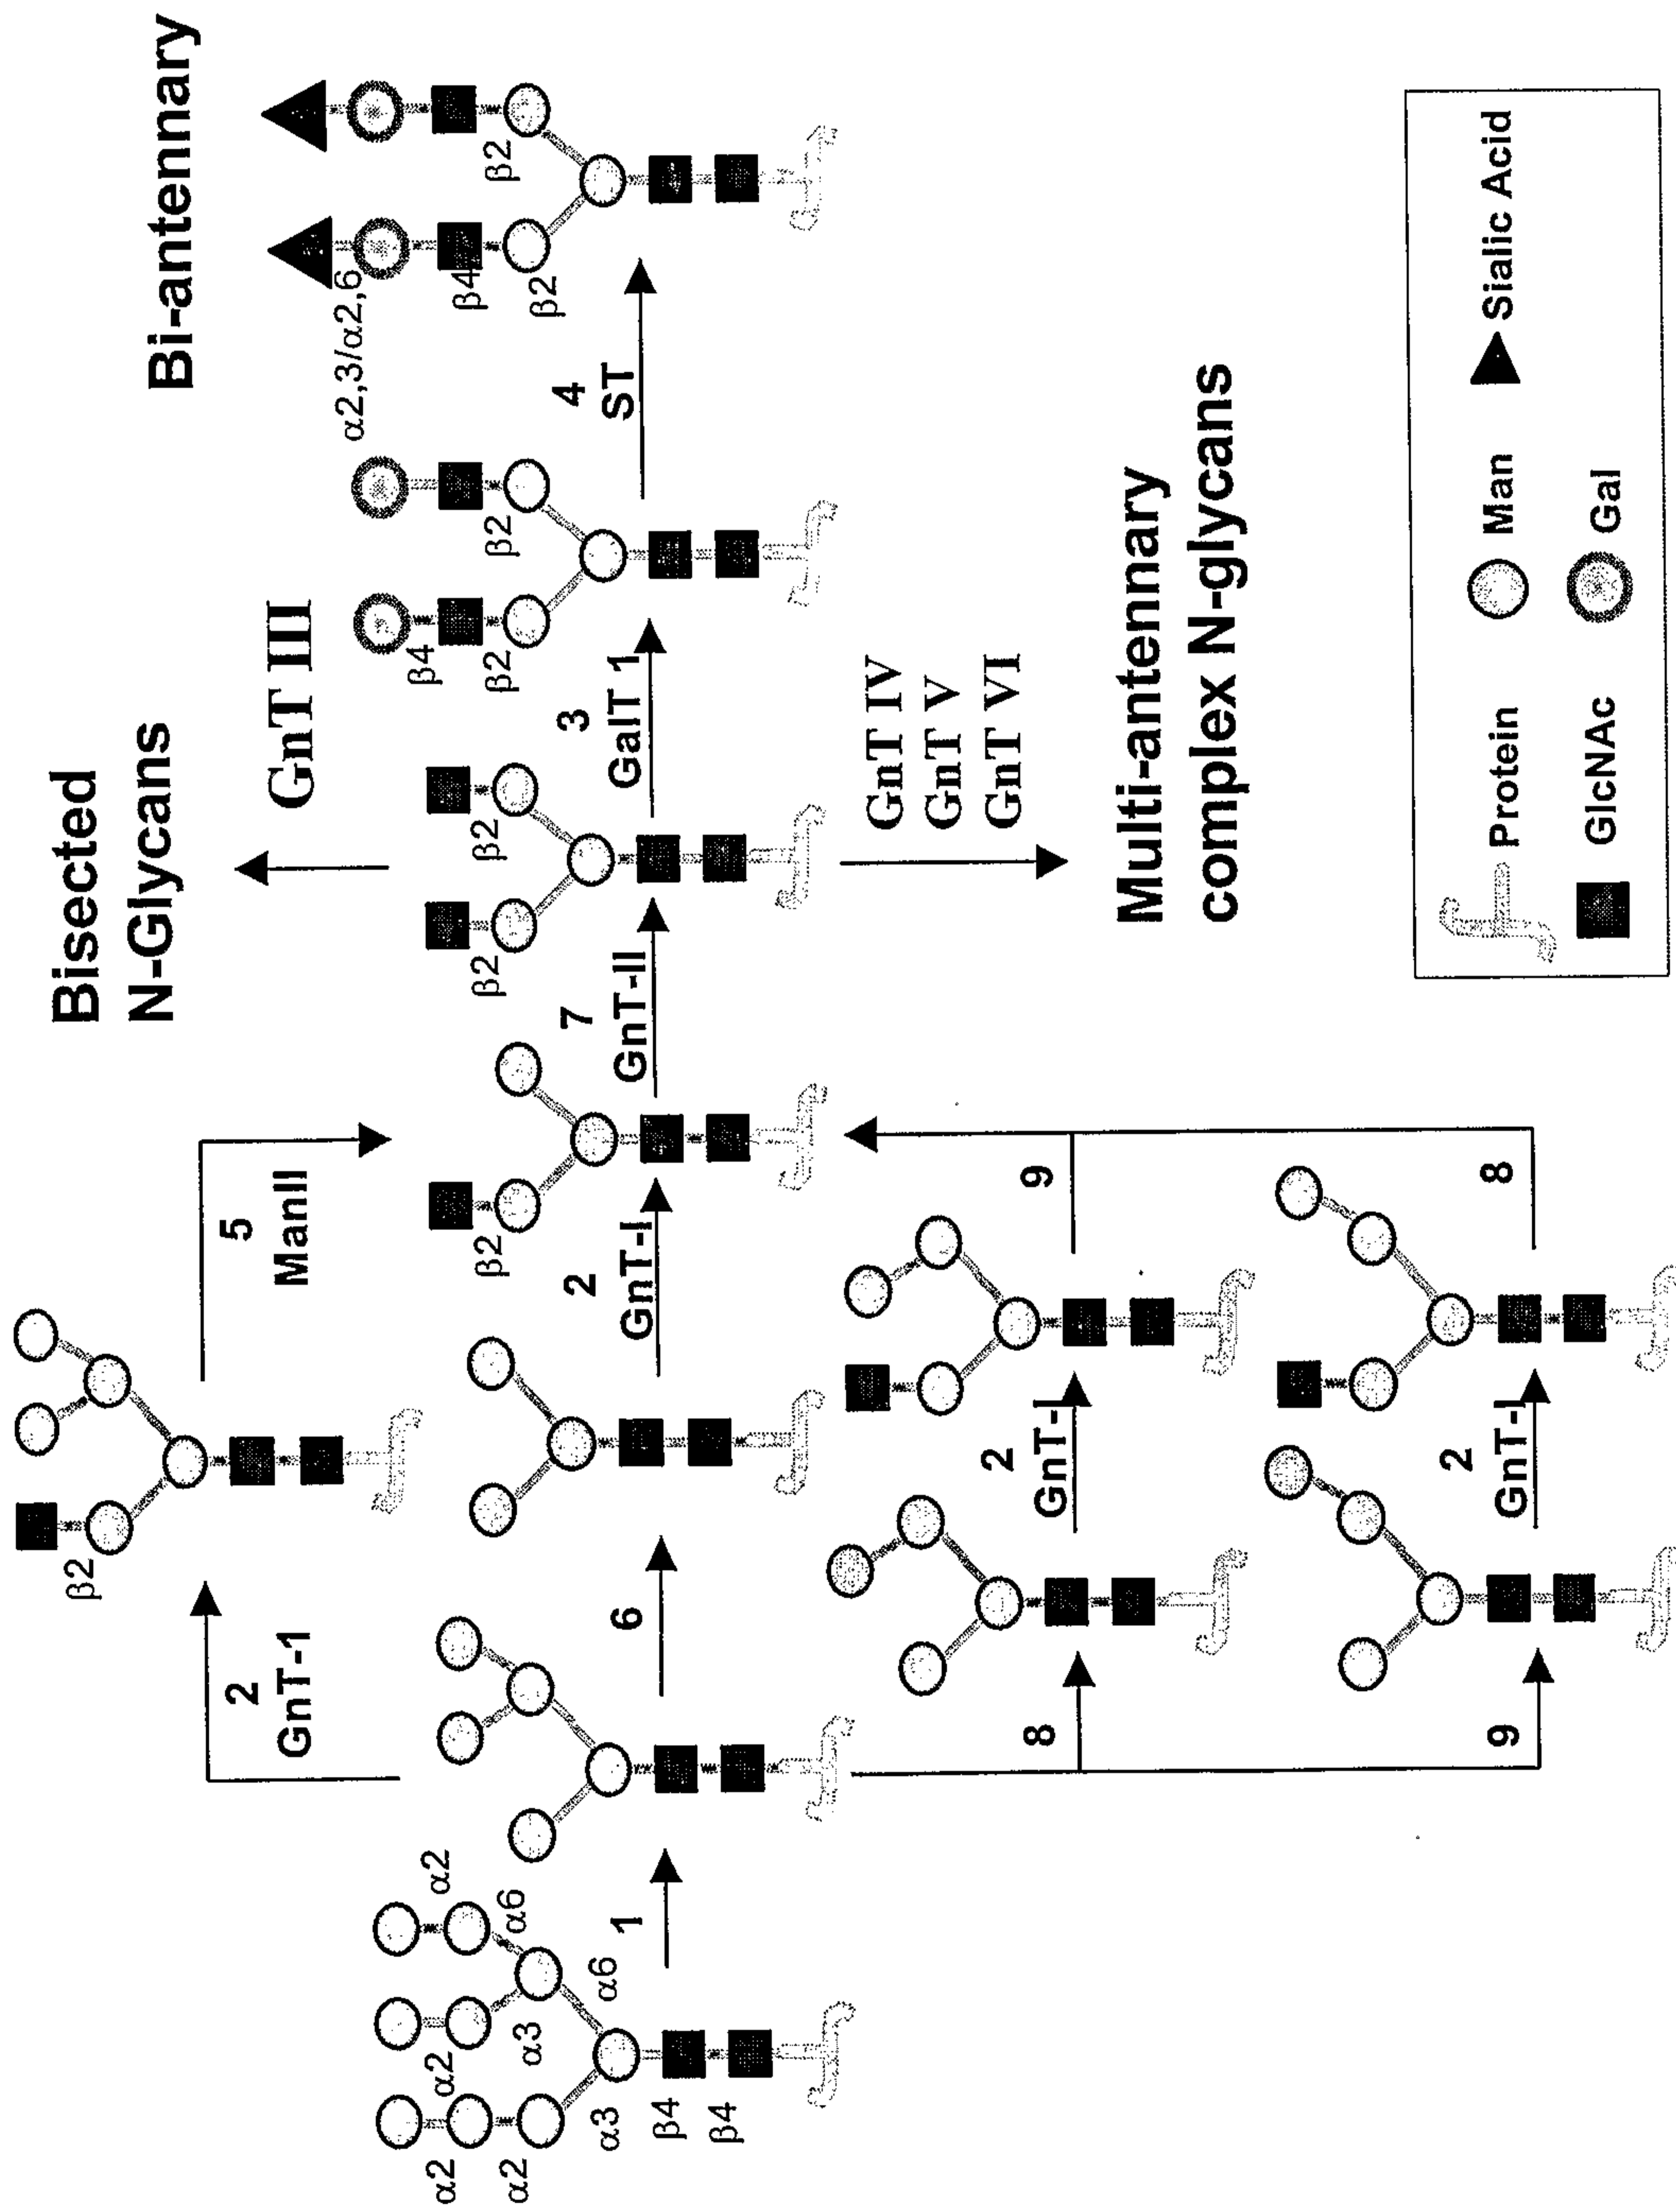 Bisected
N-Glycans
Bi-antennary
GnT III
2
GnT-1
β2
5
ManII
α2
α2
α2
α2
α3
α6
α3
α6
β4
β4
1
6
2
GnT-I
β2
7
GnT-II
β2
β2
3
GalT 1
β4
β2
β2
4
ST
α2,3/α2,6
β4
β2
β2
8
2
GnT-I
9
9
2
GnT-I
8
GnT IV
GnT V
GnT VI
Multi-antennary
complex N-glycans
Protein
Man
Sialic Acid
GlcNAc
Gal